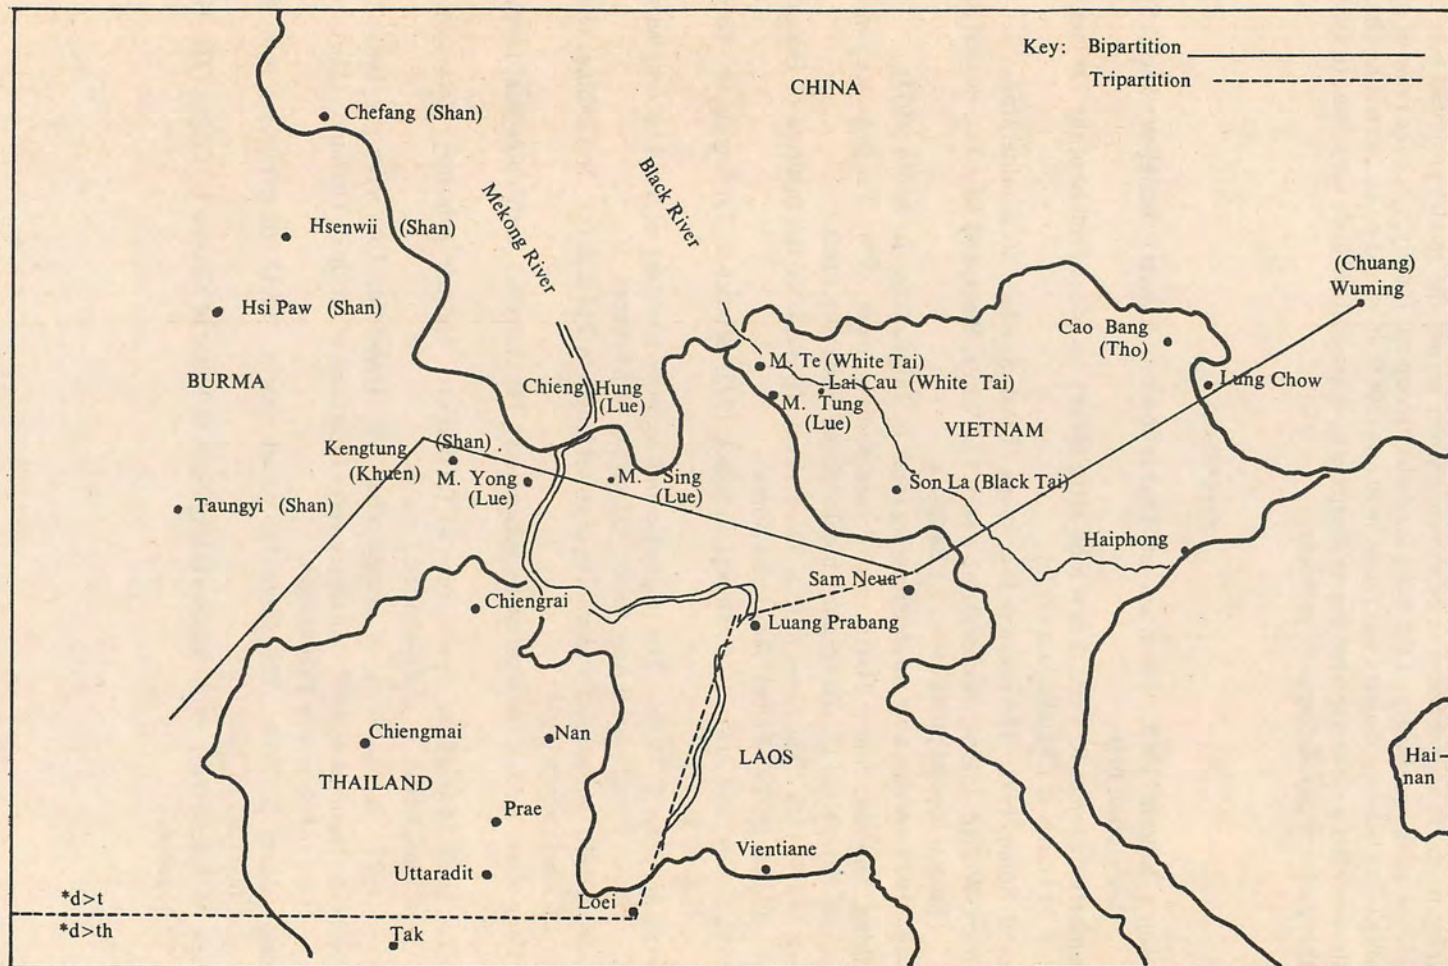 Key: Bipartition
Tripartition
CHINA
Chefang (Shan)
Black River
Mekong River
Hsenwii (Shan)
(Chuang)
Wuming
Hsi Paw (Shan)
Cao Bang
(Tho)
M. Te (White Tai)
BURMA
Chieng Hung
(Lue)
Lai Cau (White Tai)
Lung Chow
M. Tung
(Lue)
VIETNAM
Kengtung (Shan)
(Khuen)
M. Yong
(Lue)
M. Sing
(Lue)
Son La (Black Tai)
Taungyi (Shan)
Haiphong
Sam Neua
Chiengrai
Luang Prabang
Chiengmai
Nan
LAOS
THAILAND
Hai-
nan
Prae
Vientiane
Uttaradit
*d>t
Loei
*d>th
Tak